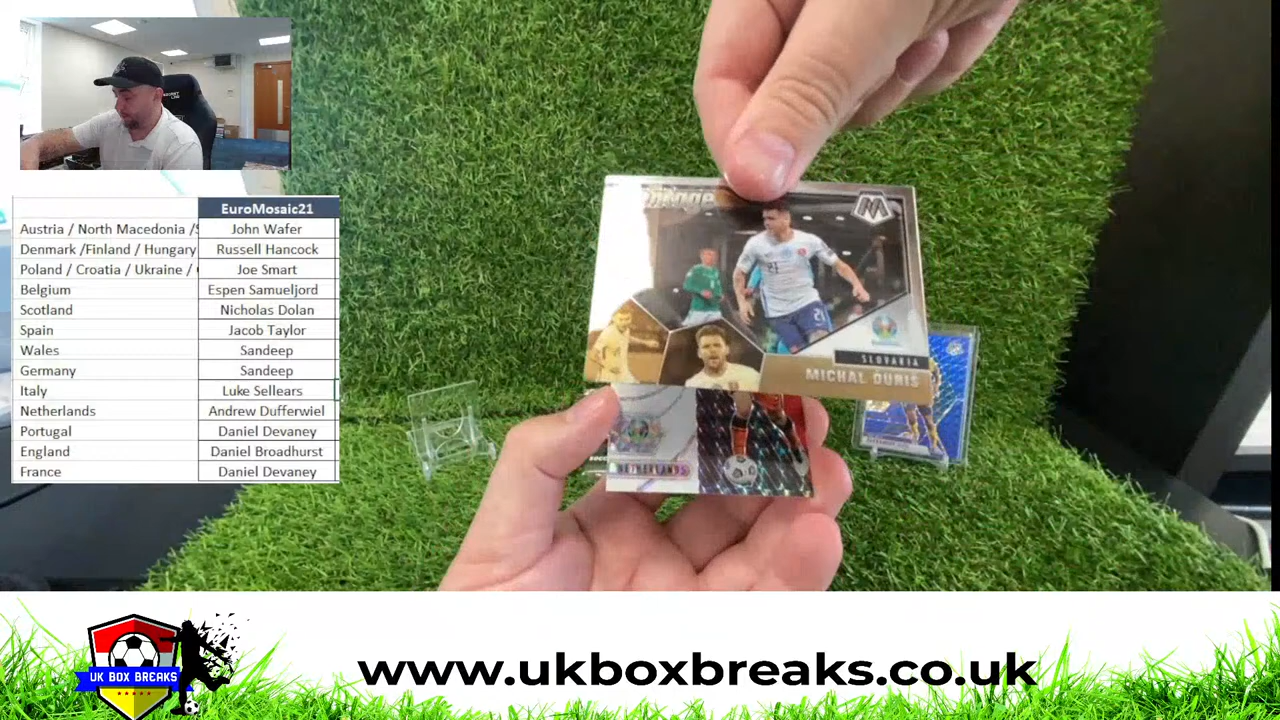 EuroMosaic21
Austria / North Macedonia /S John Wafer
Denmark /Finland / Hungary Russell Hancock
Poland / Croatia / Ukraine / Joe Smart
Belgium Espen Samueljord
Scotland Nicholas Dolan
Spain Jacob Taylor
Wales Sandeep
Germany Sandeep
Italy Luke Sellears
Netherlands Andrew Dufferwiel
Portugal Daniel Devaney
England Daniel Broadhurst
France Daniel Devaney
SLOVAKIA
MICHAL ĎURIŠ
NETHERLANDS
UK BOX BREAKS
www.ukboxbreaks.co.uk